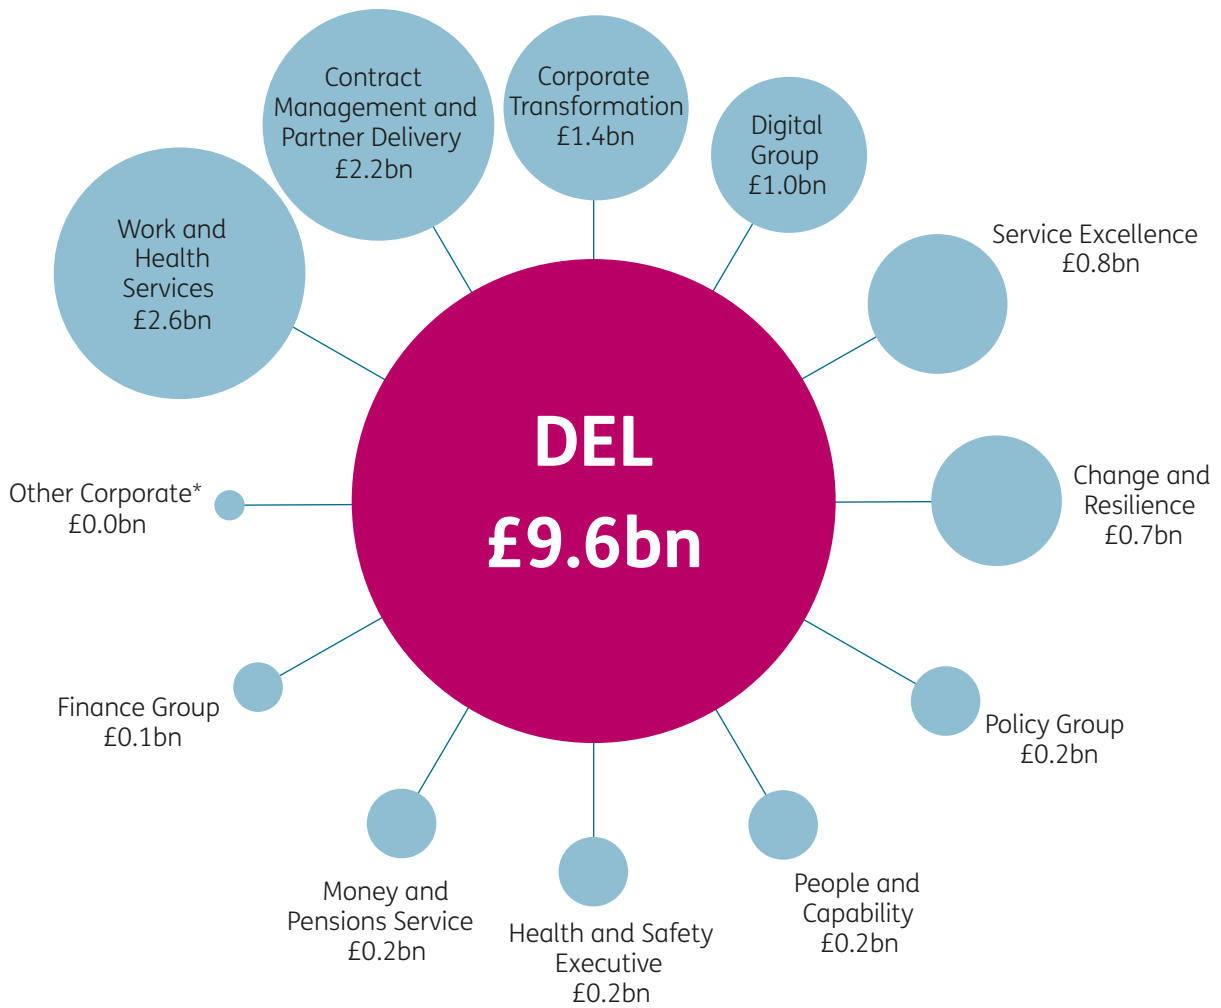 Contract
Management and
Partner Delivery
£2.2bn
Corporate
Transformation
£1.4bn
Digital
Group
£1.0bn
Work and
Health
Services
£2.6bn
Service Excellence
£0.8bn
DEL
£9.6bn
Other Corporate*
£0.0bn
Change and
Resilience
£0.7bn
Finance Group
£0.1bn
Policy Group
£0.2bn
Money and
Pensions Service
£0.2bn
Health and Safety
Executive
£0.2bn
People and
Capability
£0.2bn